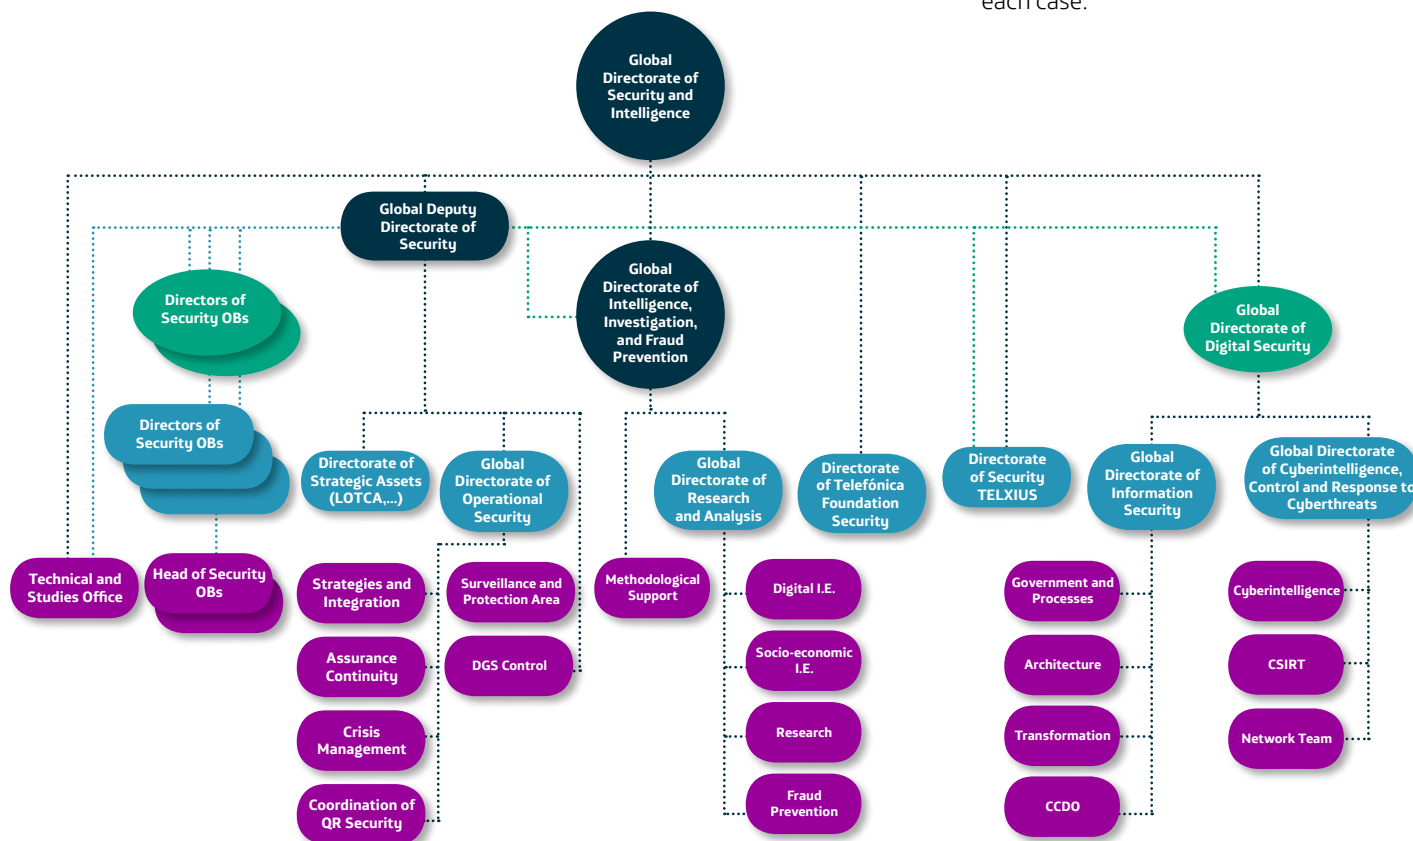 each case.
Global
Directorate of
Security and
Intelligence
Global Deputy
Directorate of
Security
Global
Directorate of
Intelligence,
Investigation,
and Fraud
Prevention
Directors of
Security OBs
Global
Directorate of
Digital Security
Directors of
Security OBs
Directorate of
Strategic Assets
(LOTCA,...)
Global
Directorate of
Operational
Security
Global
Directorate of
Research
and Analysis
Directorate
of Telefónica
Foundation
Security
Directorate
of Security
TELXIUS
Global
Directorate of
Information
Security
Global Directorate
of Cyberintelligence,
Control and Response to
Cyberthreats
Technical and
Studies Office
Head of Security
OBs
Strategies and
Integration
Surveillance and
Protection Area
Methodological
Support
Digital I.E.
Government and
Processes
Cyberintelligence
Assurance
Continuity
DGS Control
Socio-economic
I.E.
Architecture
CSIRT
Crisis
Management
Research
Transformation
Network Team
Coordination of
QR Security
Fraud
Prevention
CCDO